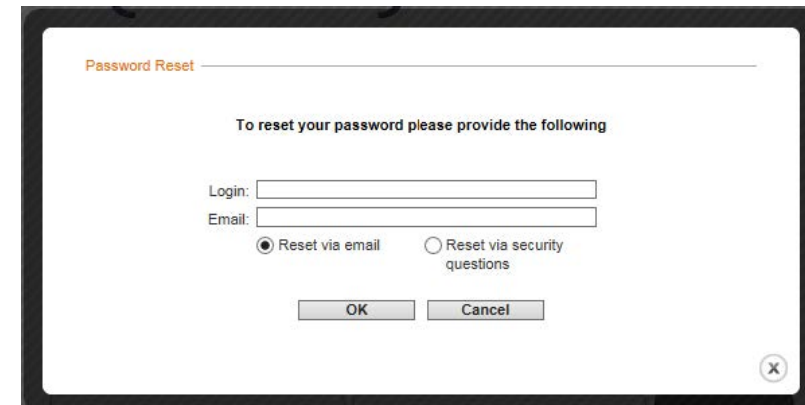 Password Reset
To reset your password please provide the following
Login:
Email:
Reset via email
Reset via security
questions
OK
Cancel
X